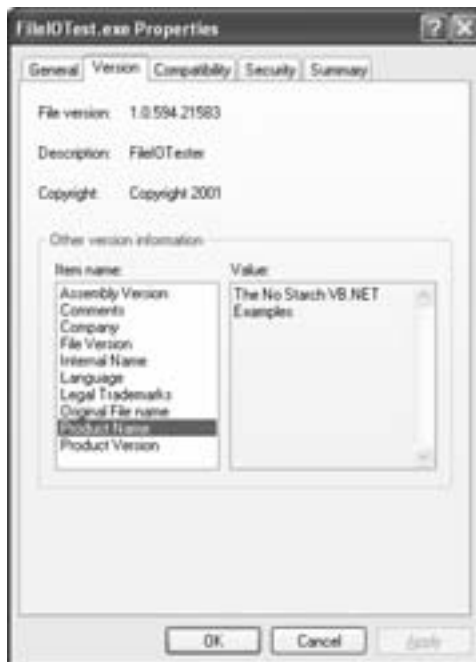 FileIOTest.exe Properties
General Version Compatibility Security Summary
File version: 1.0.594.21583
Description: FileIOTester
Copyright: Copyright 2001
Other version information
Item name: Value:
Assembly Version
Comments
Company
File Version
Internal Name
Language
Legal Trademarks
Original File name
Product Name
Product Version
The No Starch VB.NET
Examples
OK Cancel Apply